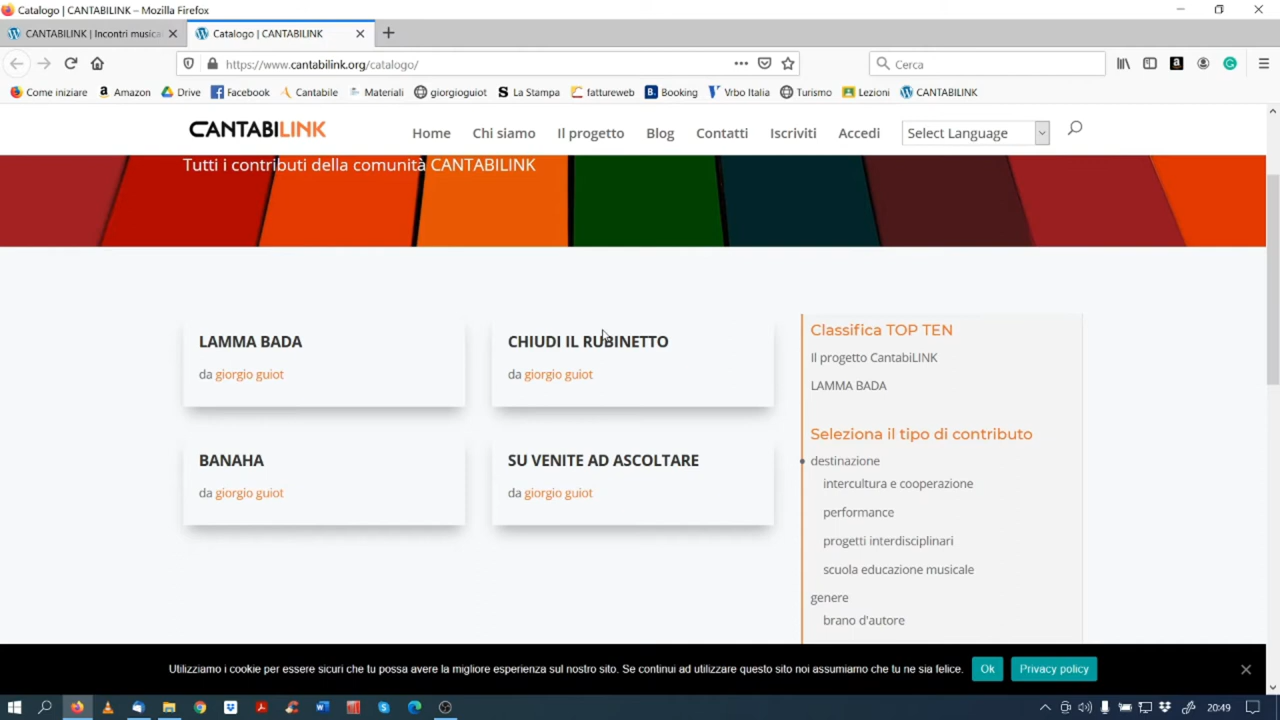 Catalogo | CANTABILINK – Mozilla Firefox
CANTABILINK | Incontri musica
Catalogo | CANTABILINK
https://www.cantabilink.org/catalogo/
Cerca
Come iniziare
Amazon
Drive
Facebook
Cantabile
Materiali
giorgioguiot
La Stampa
fattureweb
Booking
Vrbo Italia
Turismo
Lezioni
CANTABILINK
CANTABILINK
Home
Chi siamo
Il progetto
Blog
Contatti
Iscriviti
Accedi
Select Language
Tutti i contributi della comunità CANTABILINK
LAMMA BADA
da giorgio guiot
CHIUDI IL RUBINETTO
da giorgio guiot
BANAHA
da giorgio guiot
SU VENITE AD ASCOLTARE
da giorgio guiot
Classifica TOP TEN
Il progetto CantabiLINK
LAMMA BADA
Seleziona il tipo di contributo
destinazione
intercultura e cooperazione
performance
progetti interdisciplinari
scuola educazione musicale
genere
brano d'autore
Utilizziamo i cookie per essere sicuri che tu possa avere la migliore esperienza sul nostro sito. Se continui ad utilizzare questo sito noi assumiamo che tu ne sia felice.
Ok
Privacy policy
20:49